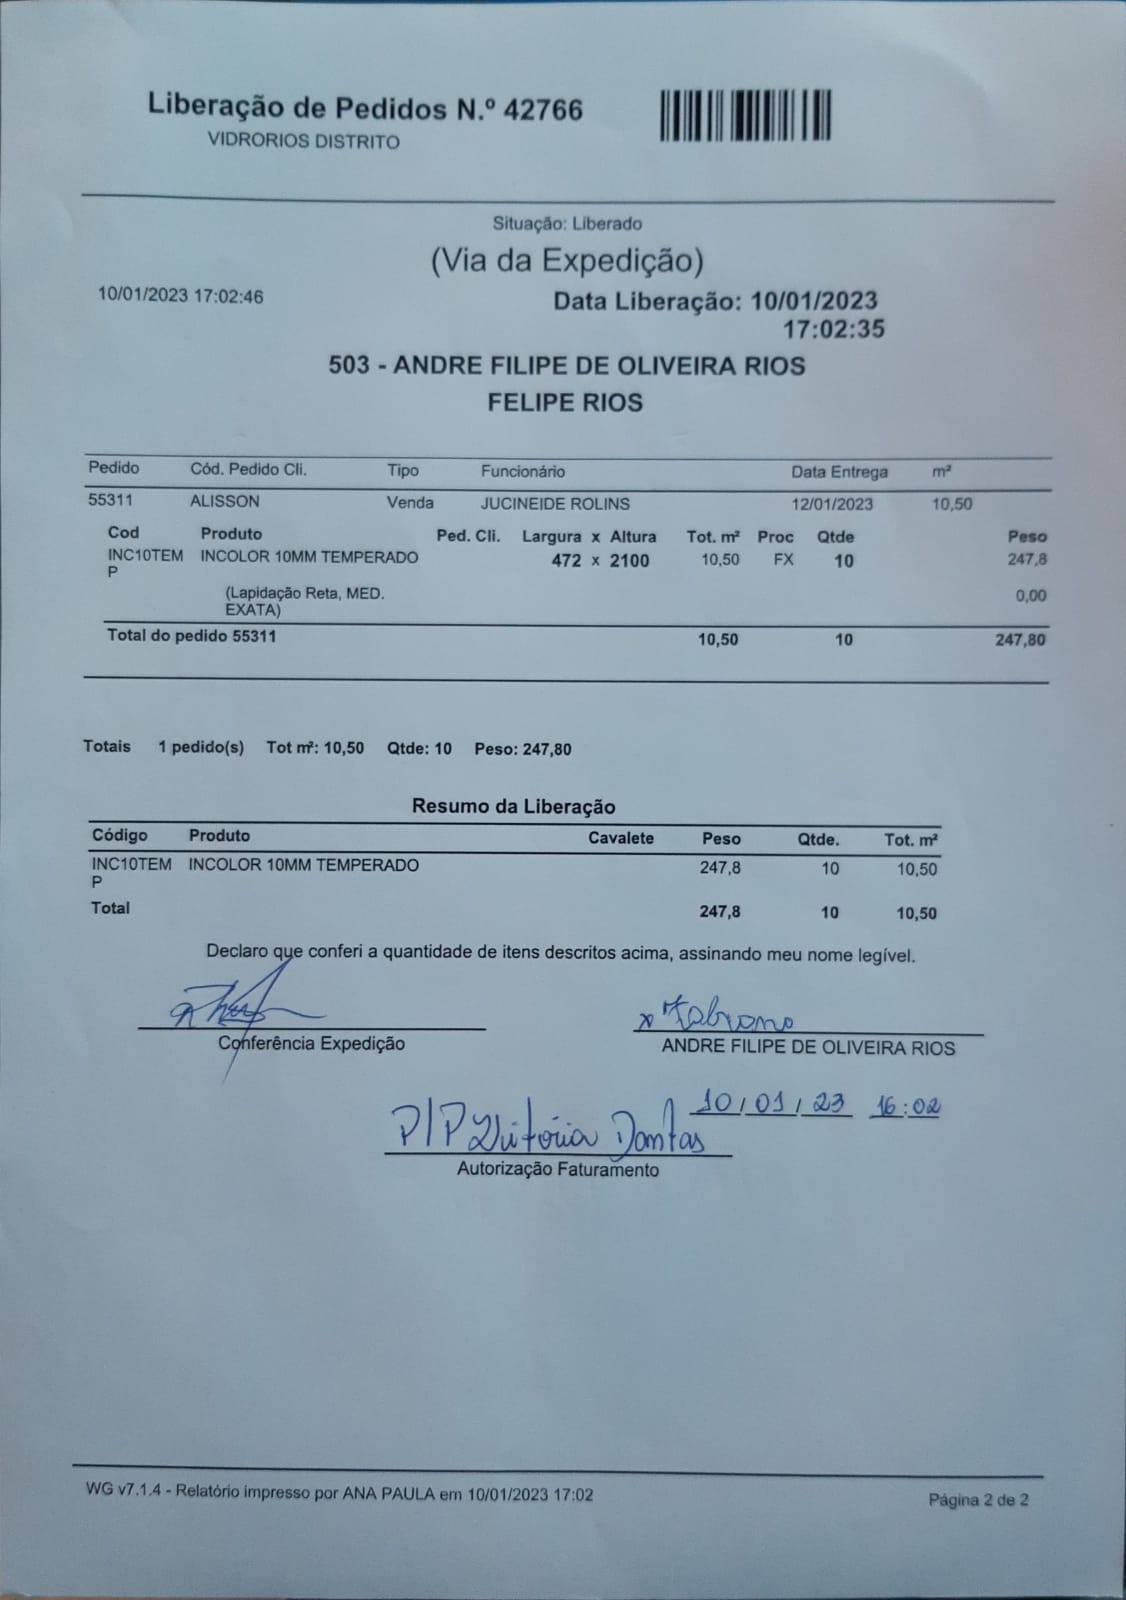 Liberação de Pedidos N.º 42766
VIDRORIOS DISTRITO
Situação: Liberado
(Via da Expedição)
10/01/2023 17:02:46
Data Liberação: 10/01/2023
17:02:35
503 - ANDRE FILIPE DE OLIVEIRA RIOS
FELIPE RIOS
Pedido Cód. Pedido Cli. Tipo Funcionário Data Entrega m²
55311 ALISSON Venda JUCINEIDE ROLINS 12/01/2023 10,50
Cod Produto Ped. Cli. Largura x Altura Tot. m² Proc Qtde Peso
INC10TEM INCOLOR 10MM TEMPERADO 472 x 2100 10,50 FX 10 247,8
P
(Lapidação Reta, MED. 0,00
EXATA)
Total do pedido 55311 10,50 10 247,80
Totais 1 pedido(s) Tot m²: 10,50 Qtde: 10 Peso: 247,80
Resumo da Liberação
Código Produto Cavalete Peso Qtde. Tot. m²
INC10TEM INCOLOR 10MM TEMPERADO 247,8 10 10,50
P
Total 247,8 10 10,50
Declaro que conferi a quantidade de itens descritos acima, assinando meu nome legível.
x Fabiano
Conferência Expedição ANDRE FILIPE DE OLIVEIRA RIOS
10/01/23 16:02
P/P Vitória Dantas
Autorização Faturamento
WG v7.1.4 - Relatório impresso por ANA PAULA em 10/01/2023 17:02
Página 2 de 2